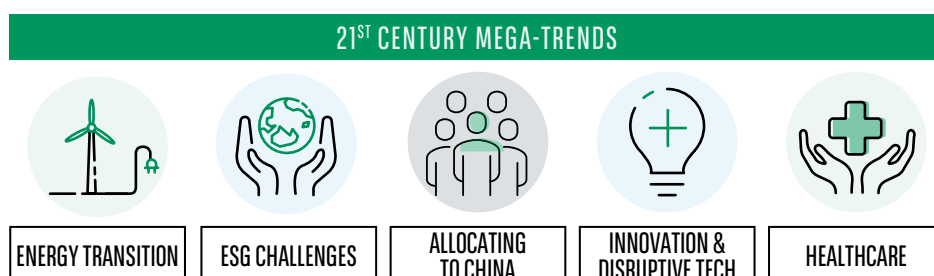 21ST CENTURY MEGA-TRENDS
ENERGY TRANSITION
ESG CHALLENGES
ALLOCATING
TO CHINA
INNOVATION &
DISRUPTIVE TECH
HEALTHCARE